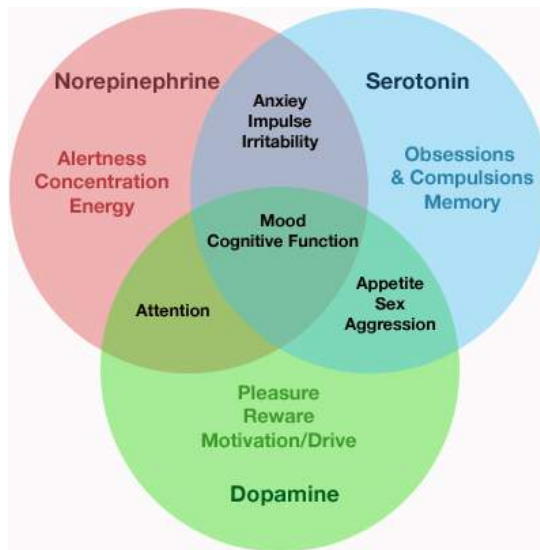 Norepinephrine
Serotonin
Anxiey
Impulse
Irritability
Alertness
Concentration
Energy
Obsessions
& Compulsions
Memory
Mood
Cognitive Function
Attention
Appetite
Sex
Aggression
Pleasure
Reware
Motivation/Drive
Dopamine